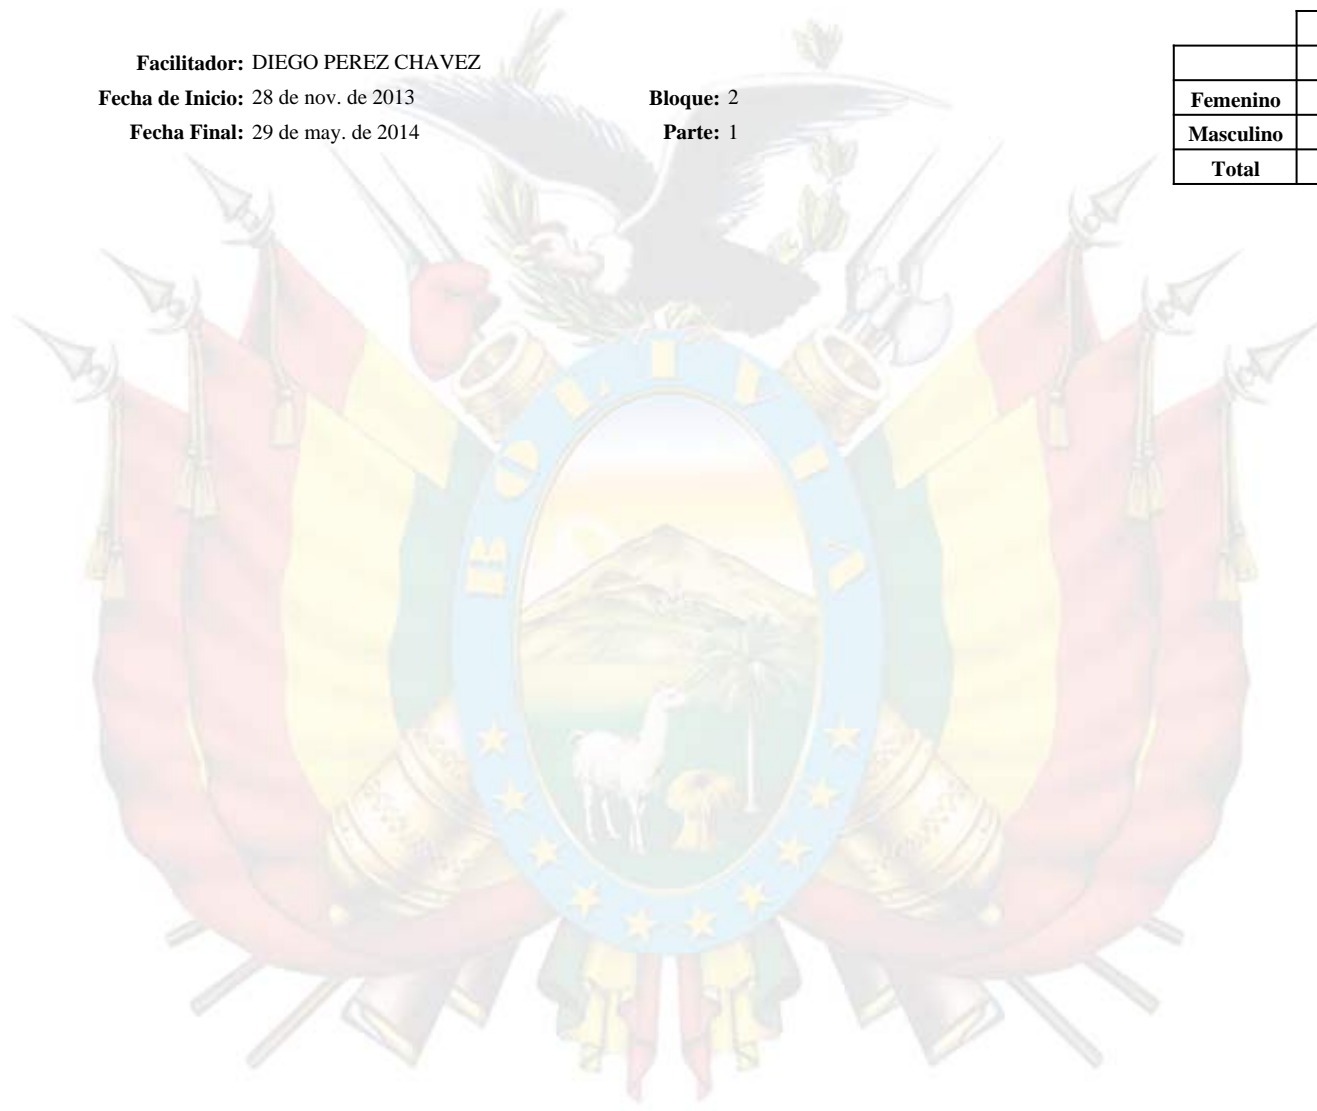 Facilitador: DIEGO PEREZ CHAVEZ
Fecha de Inicio: 28 de nov. de 2013 Bloque: 2
Fecha Final: 29 de may. de 2014 Parte: 1
Femenino
Masculino
Total
BOLIVIA